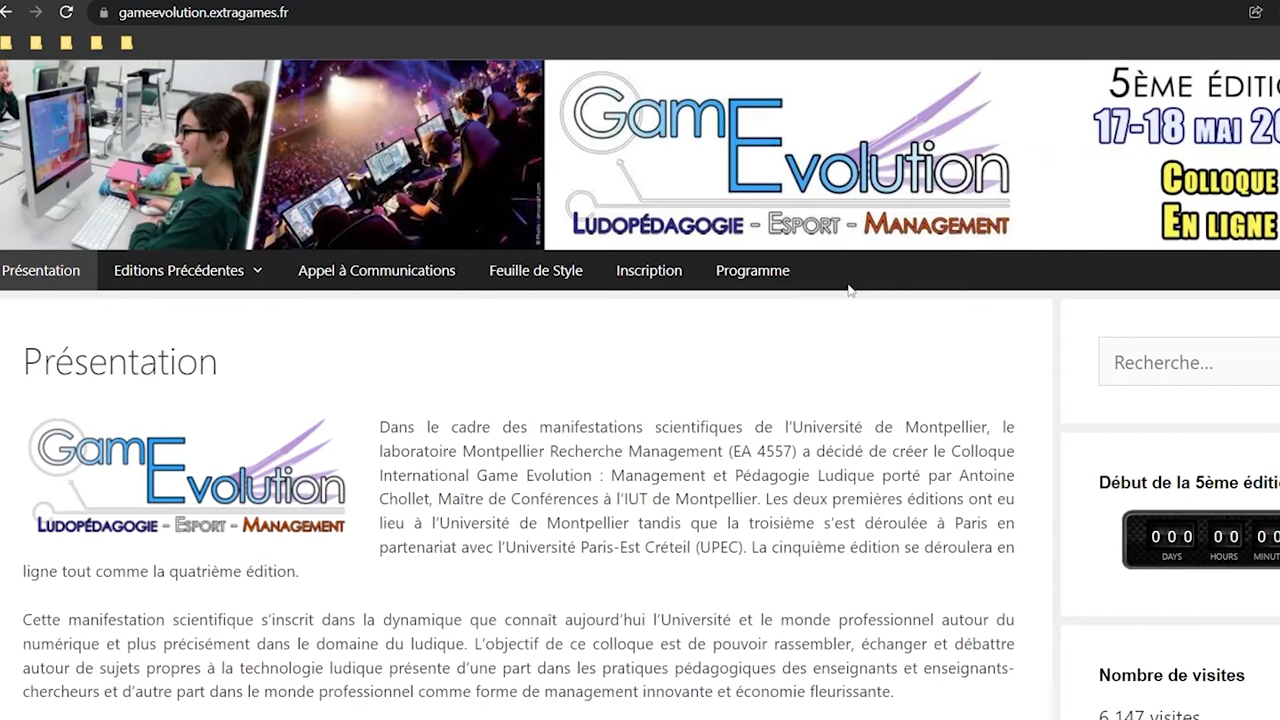 gameevolution.extragames.fr
GamEvolution
Ludopédagogie - Esport - Management
5ÈME ÉDITI
17-18 MAI 20
COLLOQUE
EN LIGNE
Présentation
Editions Précédentes
Appel à Communications
Feuille de Style
Inscription
Programme
Présentation
Recherche...
GamEvolution
Ludopédagogie - Esport - Management
Dans le cadre des manifestations scientifiques de l'Université de Montpellier, le
laboratoire Montpellier Recherche Management (EA 4557) a décidé de créer le Colloque
International Game Evolution : Management et Pédagogie Ludique porté par Antoine
Chollet, Maître de Conférences à l'IUT de Montpellier. Les deux premières éditions ont eu
lieu à l'Université de Montpellier tandis que la troisième s'est déroulée à Paris en
partenariat avec l'Université Paris-Est Créteil (UPEC). La cinquième édition se déroulera en
ligne tout comme la quatrième édition.
Cette manifestation scientifique s'inscrit dans la dynamique que connaît aujourd'hui l'Université et le monde professionnel autour du
numérique et plus précisément dans le domaine du ludique. L'objectif de ce colloque est de pouvoir rassembler, échanger et débattre
autour de sujets propres à la technologie ludique présente d'une part dans les pratiques pédagogiques des enseignants et enseignants-
chercheurs et d'autre part dans le monde professionnel comme forme de management innovante et économie fleurissante.
Début de la 5ème éditi
000 00 00
DAYS HOURS MINUT
Nombre de visites
6 147 visites